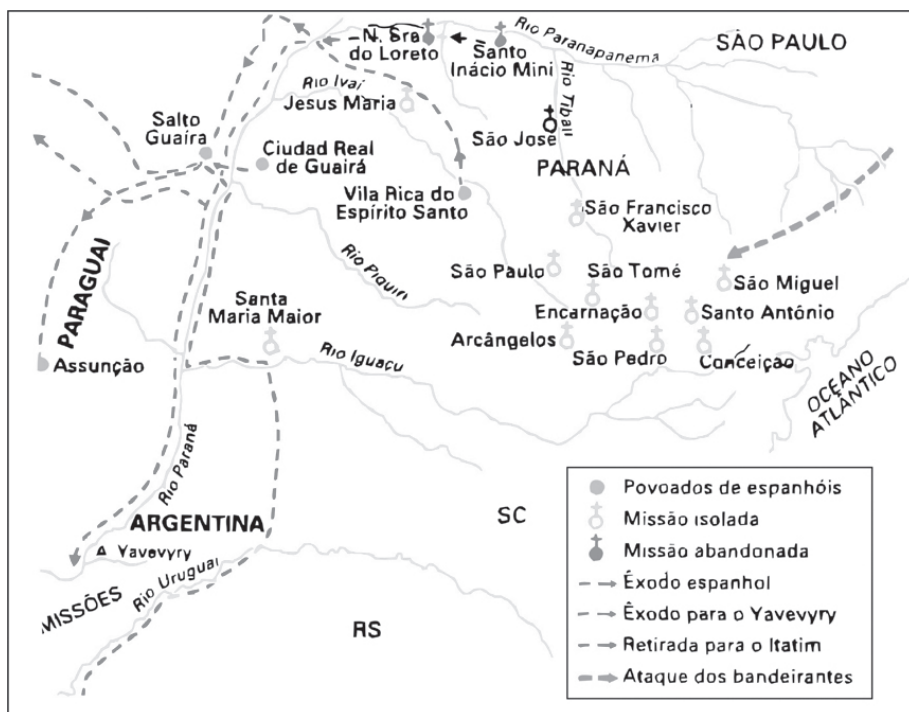 N. Sra
do Loreto
Santo
Inácio Mini
Rio Paranapanema
SÃO PAULO
Rio Ivaí
Jesus Maria
Rio Tibali
São José
Salto
Guaíra
Ciudad Real
de Guairá
PARANÁ
Vila Rica do
Espírito Santo
São Francisco
Xavier
Rio Piquiri
São Paulo
São Tomé
São Miguel
PARAGUAI
Santa
Maria Maior
Encarnação
Santo António
Arcângelos
São Pedro
Conceição
Assunção
Rio Iguaçu
OCEANO
ATLÂNTICO
Rio Paraná
ARGENTINA
Yavevyry
SC
MISSÕES
Rio Uruguai
RS
Povoados de espanhóis
Missão isolada
Missão abandonada
Êxodo espanhol
Êxodo para o Yavevyry
Retirada para o Itatim
Ataque dos bandeirantes